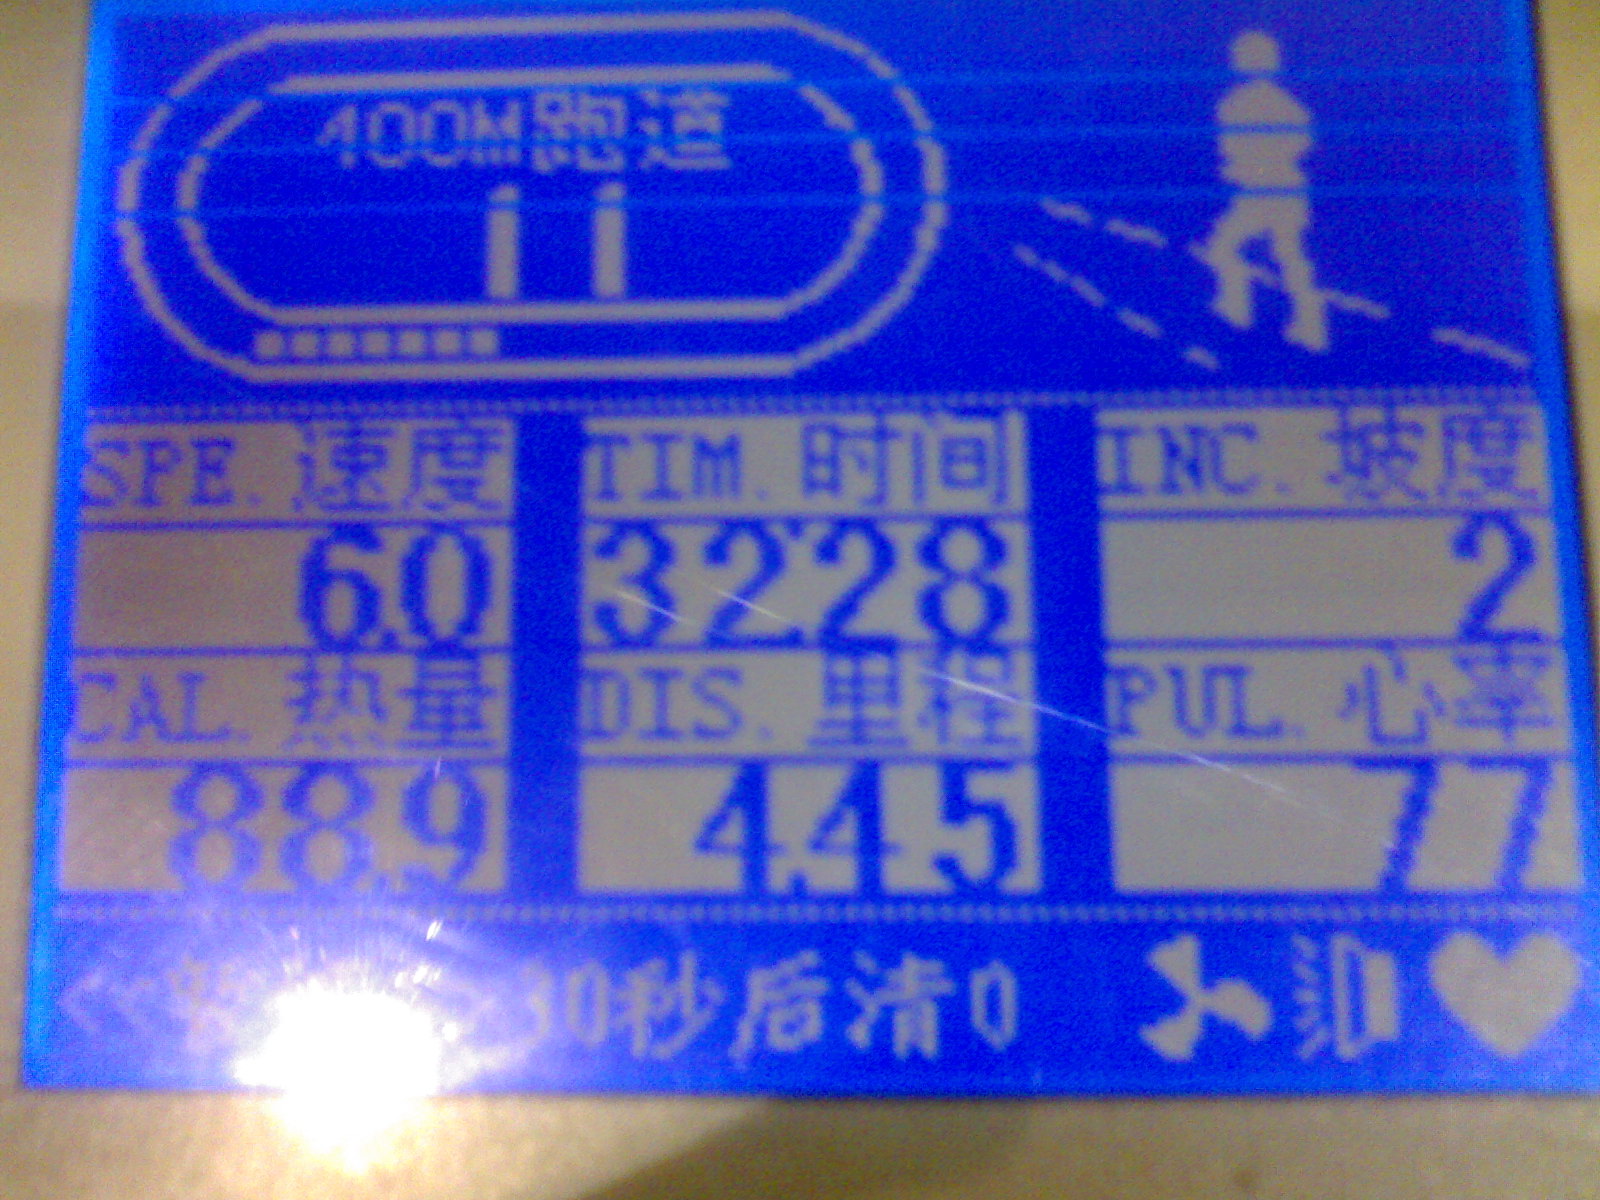 400M跑道
11
SPE.速度 TIM.时间 INC.坡度
6.0 32:28 2
CAL.热量 DIS.里程 PUL.心率
88.9 4.45 77
30秒后清0